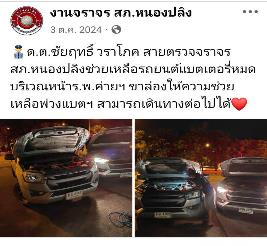 งานจราจร สภ.หนองปลิง
3 ต.ค. 2024
ด.ต.ชัยฤทธิ์ วราโภค สายตรวจจราจร
สภ.หนองปลิงช่วยเหลือรถยนต์แบตเตอรี่หมด
บริเวณหน้าร.พ.ค่ายฯ ขาล่องให้ความช่วย
เหลือพ่วงแบตฯ สามารถเดินทางต่อไปได้❤️